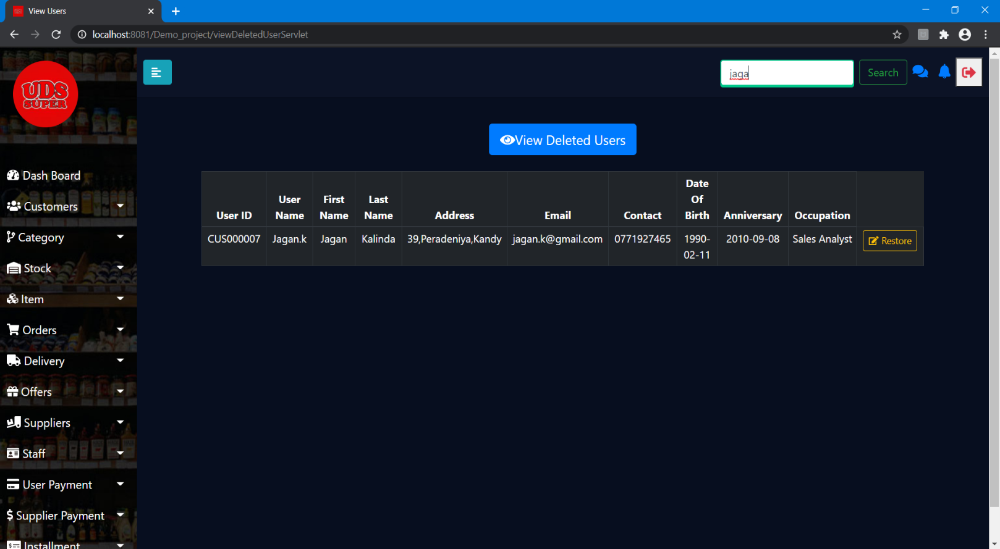 View Users
localhost:8081/Demo_project/viewDeletedUserServlet
UDS
SUPER
jaga
Search
Dash Board
Customers
Category
Stock
Item
Orders
Delivery
Offers
Suppliers
Staff
User Payment
Supplier Payment
Installment
View Deleted Users
User ID
User
Name
First
Name
Last
Name
Address
Email
Contact
Date
Of
Birth
Anniversary
Occupation
CUS000007
Jagan.k
Jagan
Kalinda
39,Peradeniya,Kandy
jagan.k@gmail.com
0771927465
1990-
02-11
2010-09-08
Sales Analyst
Restore